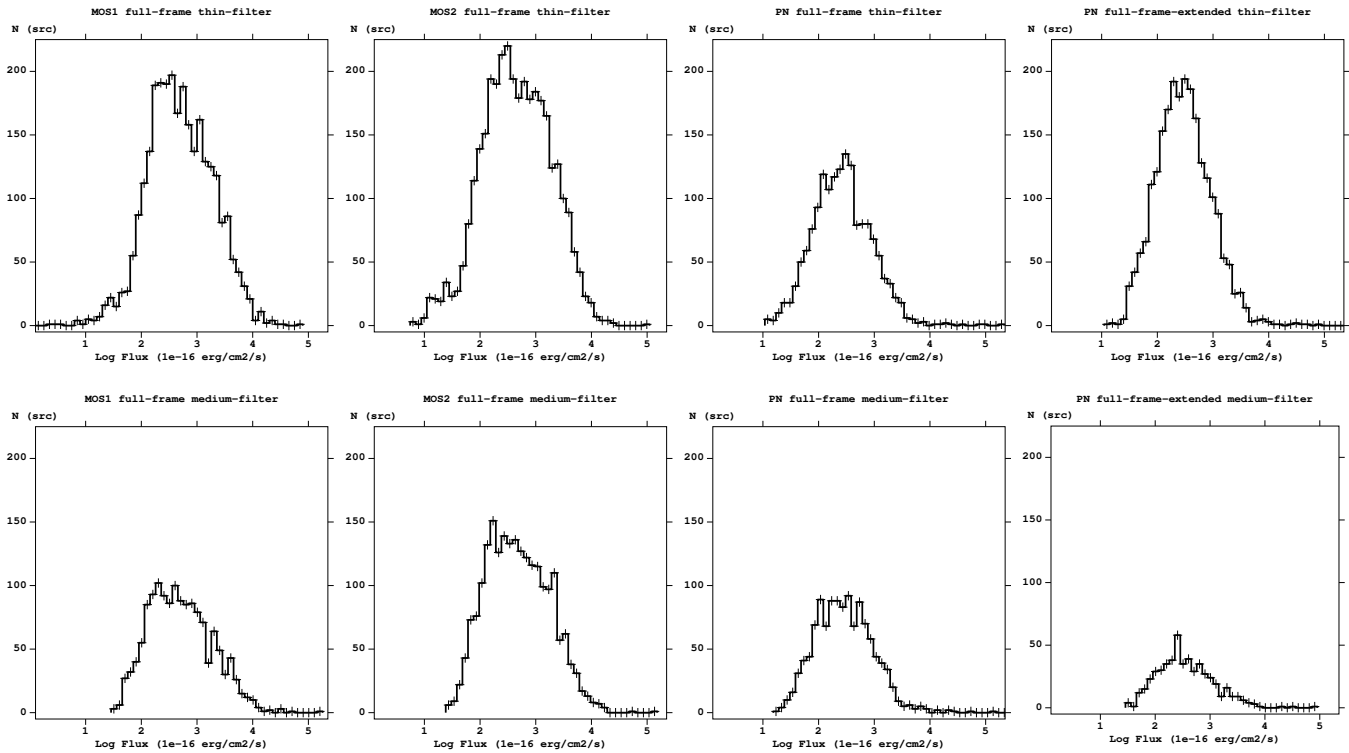 MOS1 full-frame thin-filter
N (src)
200
150
100
50
0
1 2 3 4 5
Log Flux (1e-16 erg/cm2/s)
MOS2 full-frame thin-filter
N (src)
200
150
100
50
0
1 2 3 4 5
Log Flux (1e-16 erg/cm2/s)
PN full-frame thin-filter
N (src)
200
150
100
50
0
1 2 3 4 5
Log Flux (1e-16 erg/cm2/s)
PN full-frame-extended thin-filter
N (src)
200
150
100
50
0
1 2 3 4 5
Log Flux (1e-16 erg/cm2/s)
MOS1 full-frame medium-filter
N (src)
200
150
100
50
0
1 2 3 4 5
Log Flux (1e-16 erg/cm2/s)
MOS2 full-frame medium-filter
N (src)
200
150
100
50
0
1 2 3 4 5
Log Flux (1e-16 erg/cm2/s)
PN full-frame medium-filter
N (src)
200
150
100
50
0
1 2 3 4 5
Log Flux (1e-16 erg/cm2/s)
PN full-frame-extended medium-filter
N (src)
200
150
100
50
0
1 2 3 4 5
Log Flux (1e-16 erg/cm2/s)